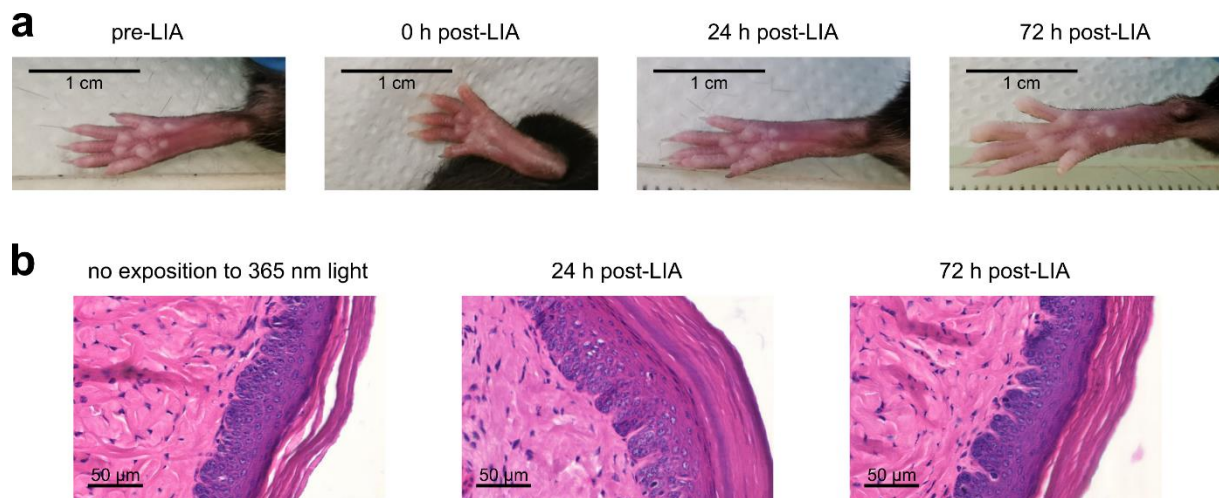 a
pre-LIA
0 h post-LIA
24 h post-LIA
72 h post-LIA
1 cm
1 cm
1 cm
1 cm
b
no exposition to 365 nm light
24 h post-LIA
72 h post-LIA
50 µm
50 µm
50 µm